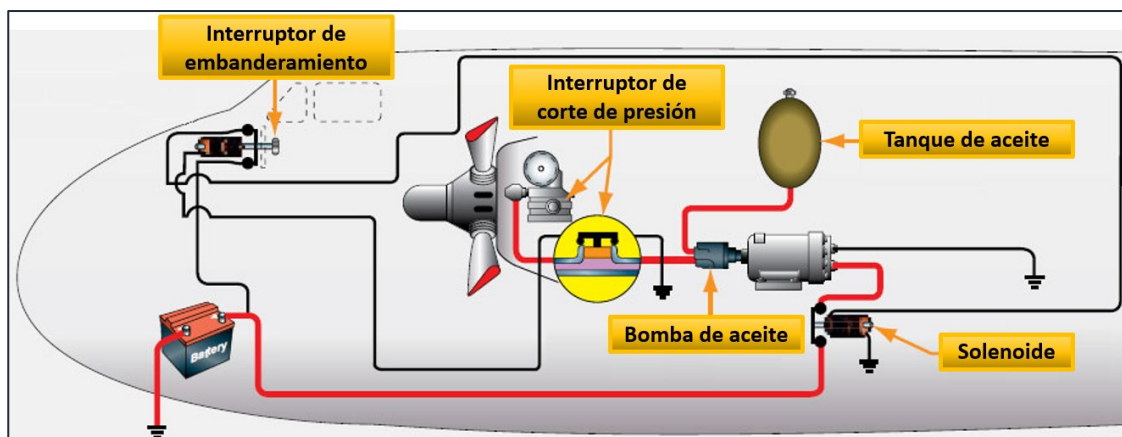 Interruptor de
embanderamiento
Interruptor de
corte de presión
Tanque de aceite
Battery
Bomba de aceite
Solenoide